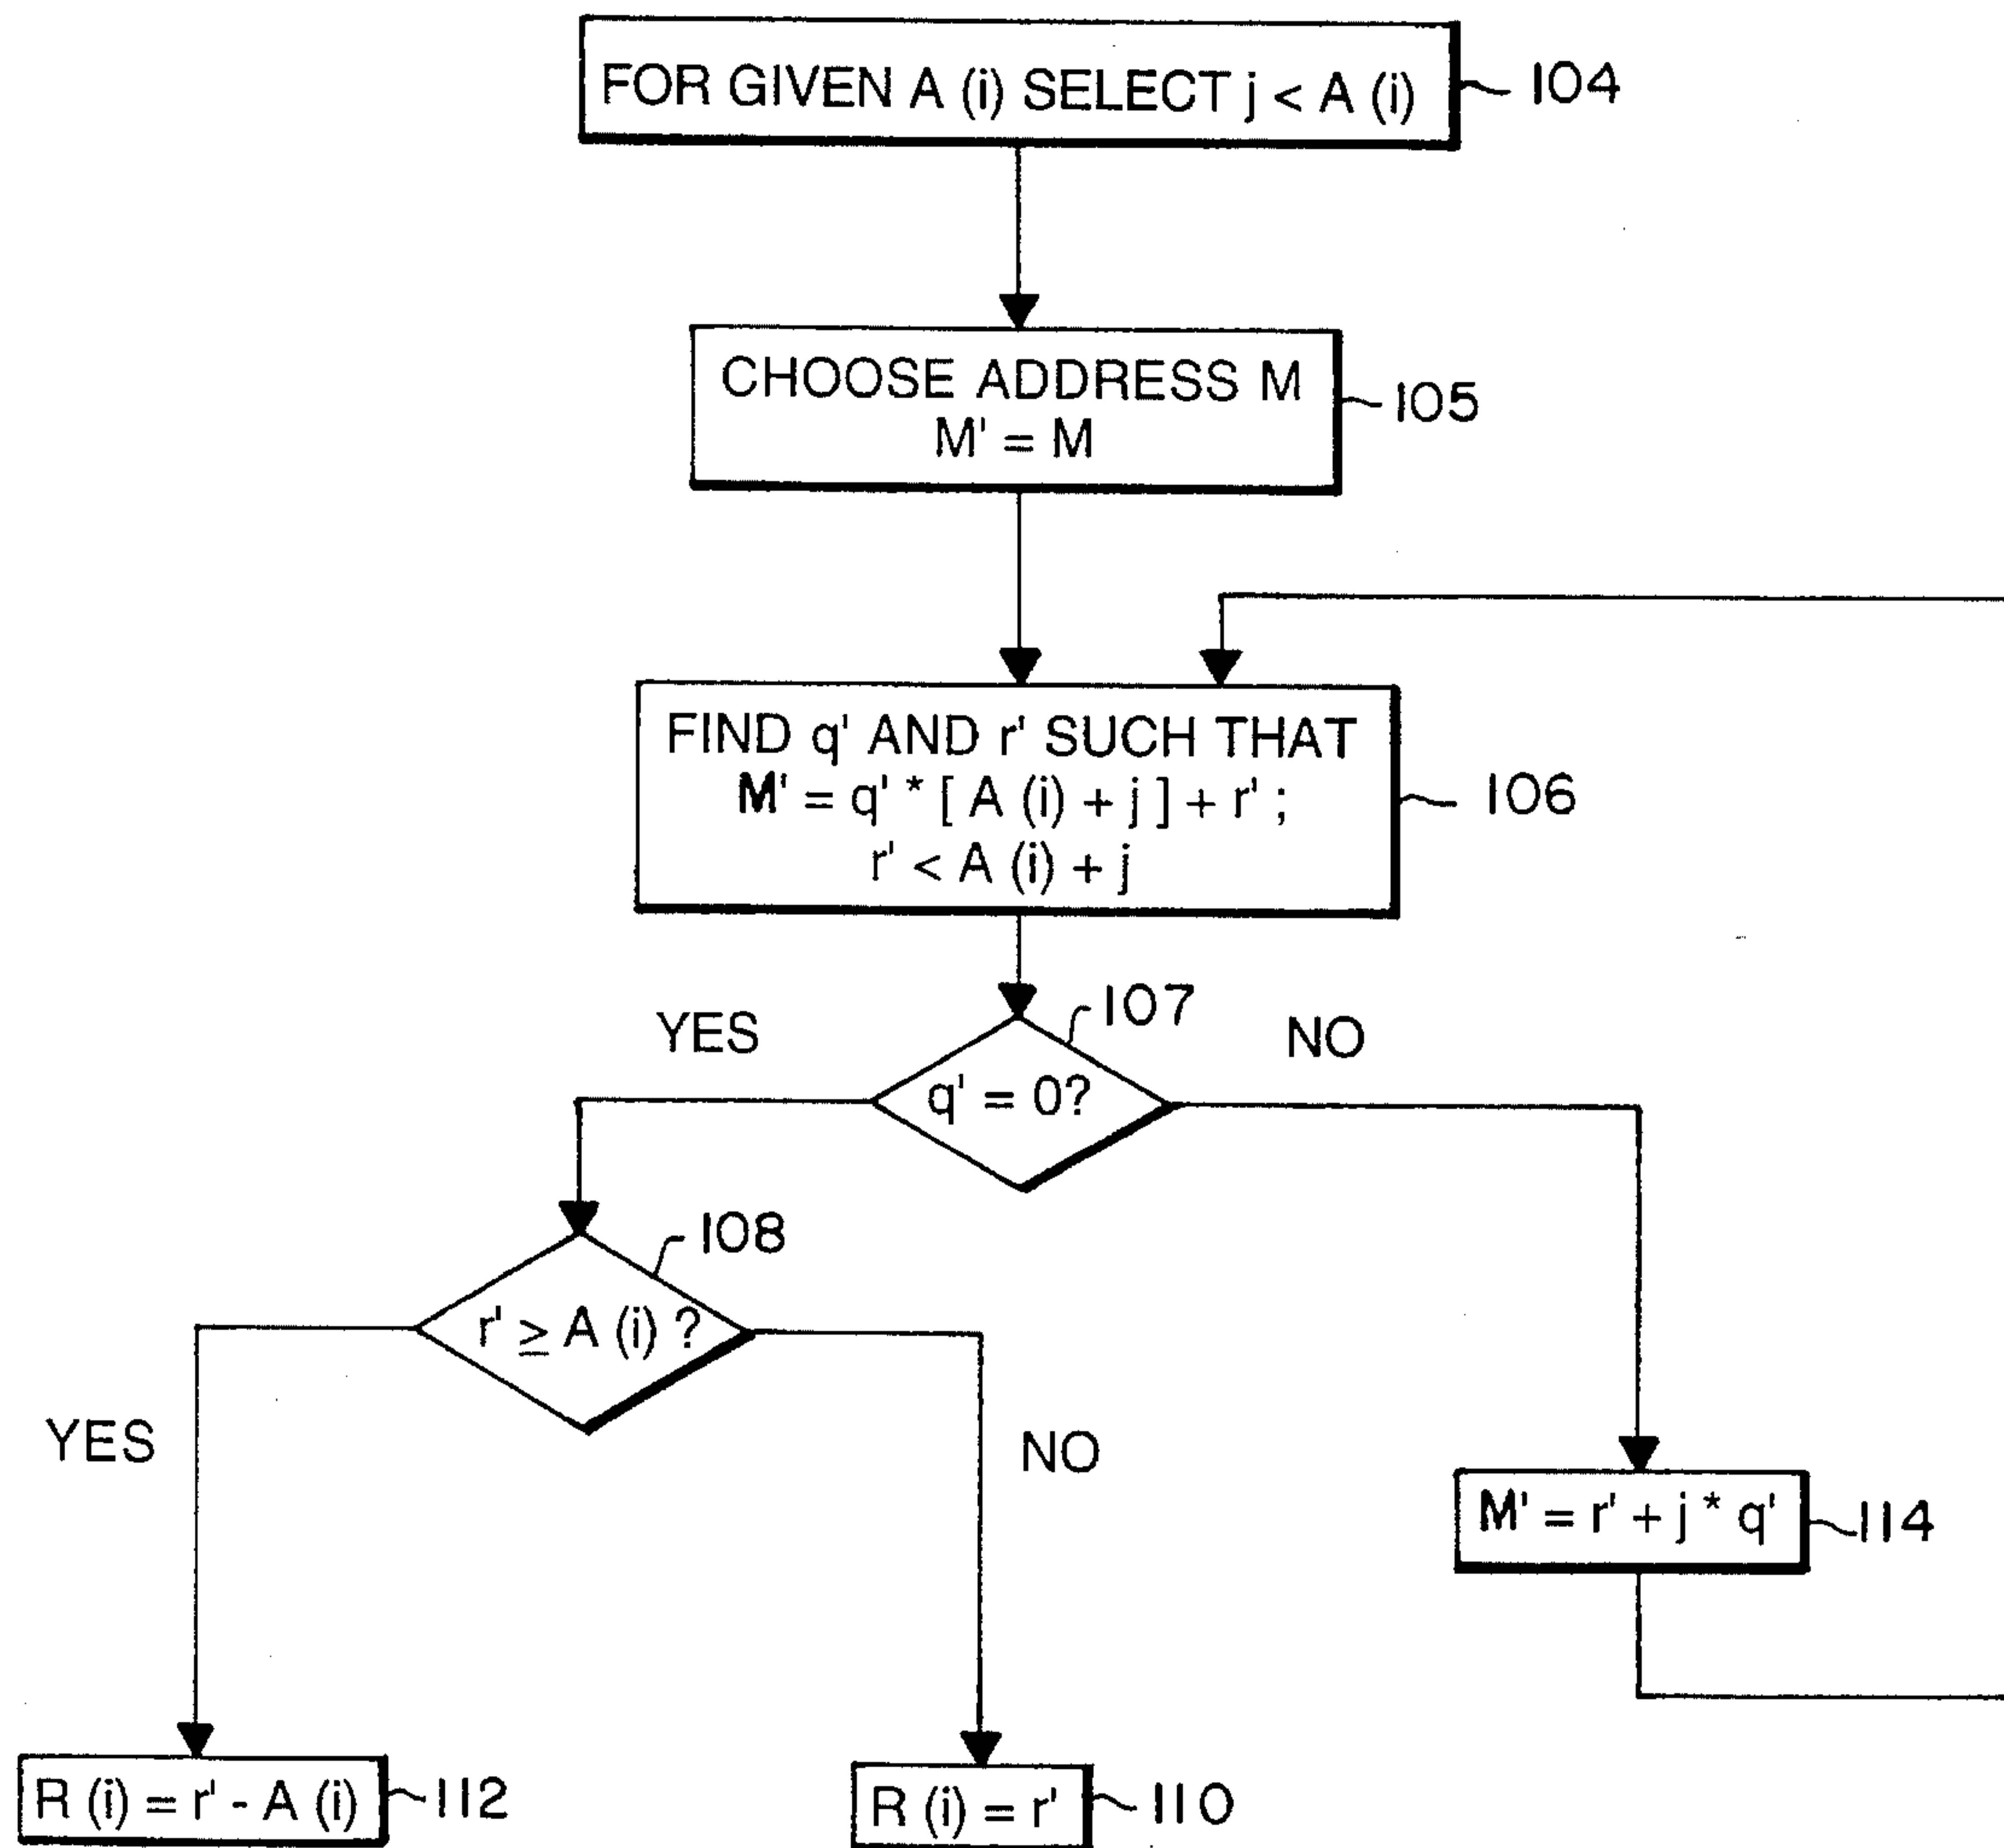 FOR GIVEN A (i) SELECT j < A (i)
104
CHOOSE ADDRESS M
M' = M
105
FIND q' AND r' SUCH THAT
M' = q' * [ A (i) + j ] + r' ;
r' < A (i) + j
106
107
YES
NO
q' = 0?
108
r' ≥ A (i) ?
YES
NO
M' = r' + j * q'
114
R (i) = r' - A (i)
112
R (i) = r'
110